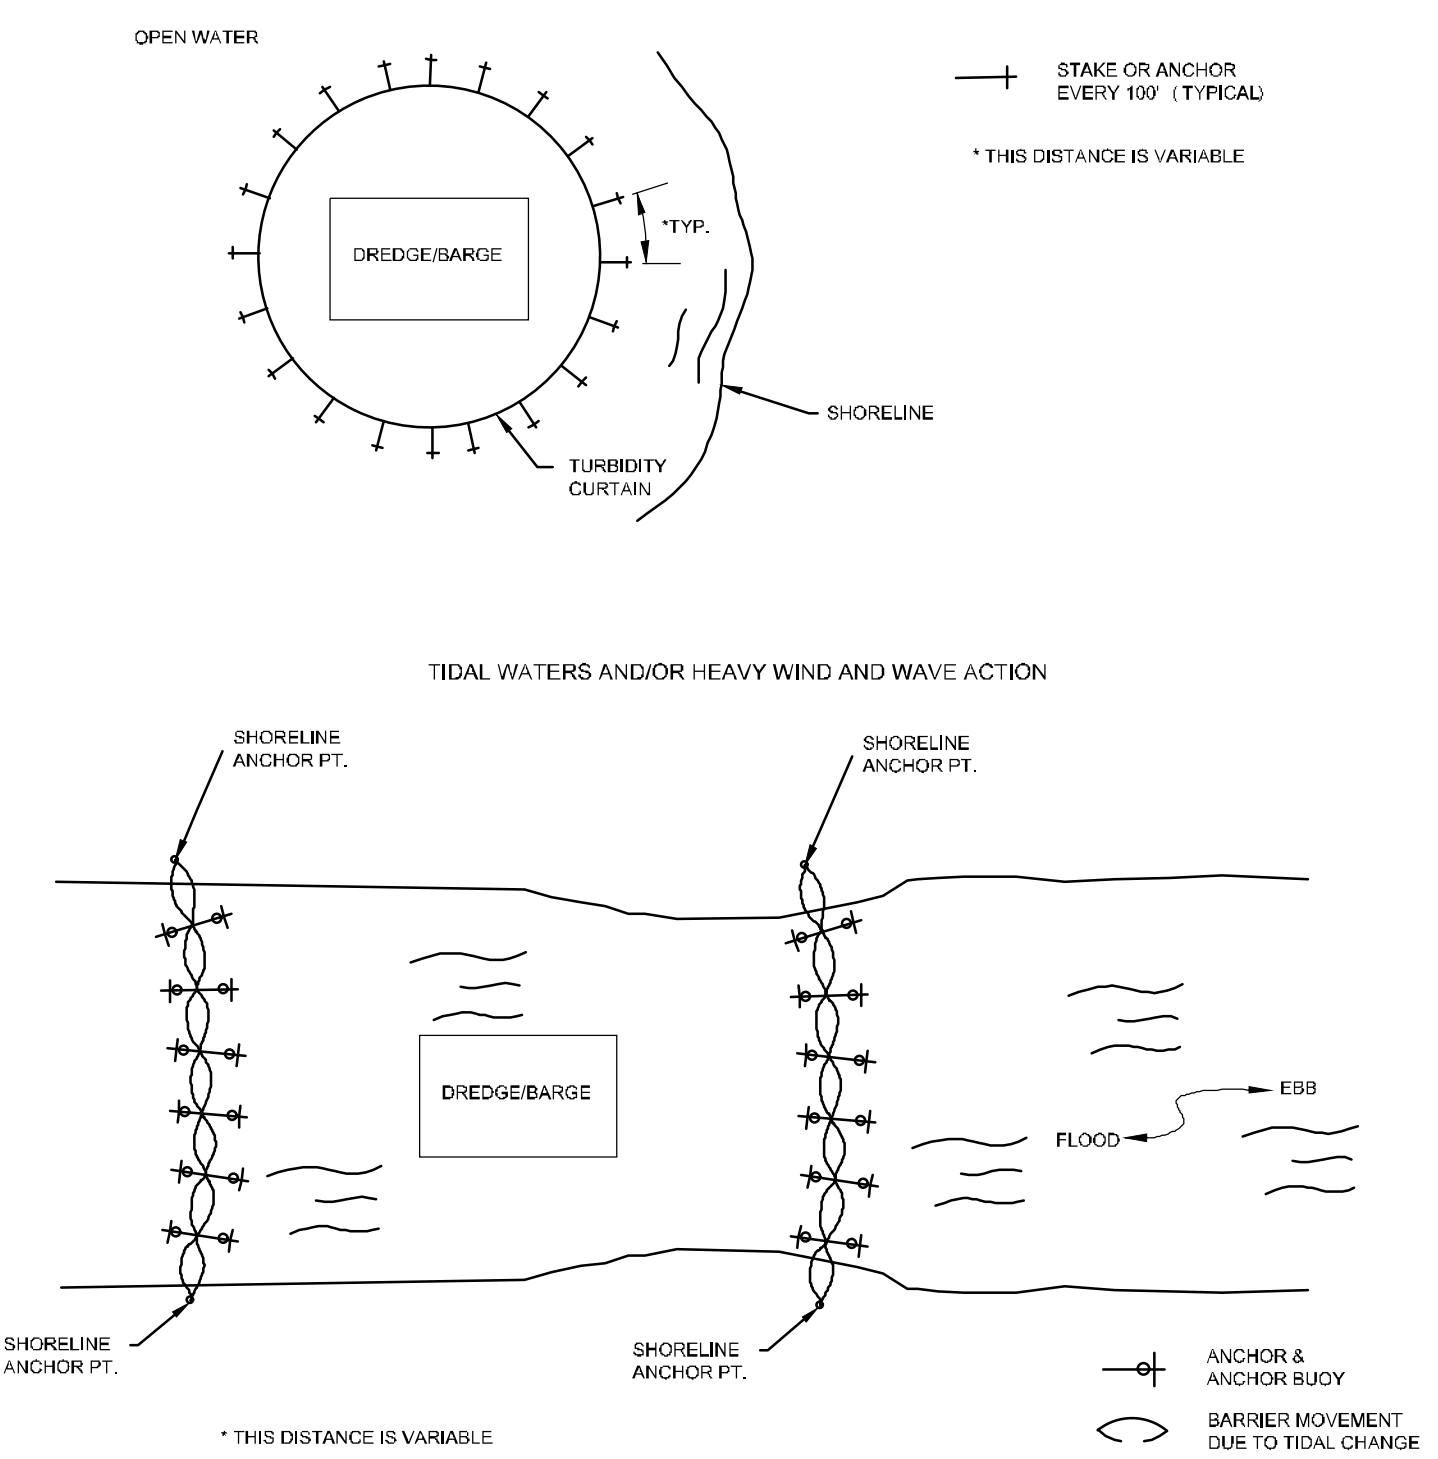 OPEN WATER
STAKE OR ANCHOR
EVERY 100' ( TYPICAL)
* THIS DISTANCE IS VARIABLE
*TYP.
DREDGE/BARGE
SHORELINE
TURBIDITY
CURTAIN
TIDAL WATERS AND/OR HEAVY WIND AND WAVE ACTION
SHORELINE
ANCHOR PT.
SHORELINE
ANCHOR PT.
DREDGE/BARGE
EBB
FLOOD
SHORELINE
ANCHOR PT.
SHORELINE
ANCHOR PT.
ANCHOR &
ANCHOR BUOY
BARRIER MOVEMENT
DUE TO TIDAL CHANGE
* THIS DISTANCE IS VARIABLE